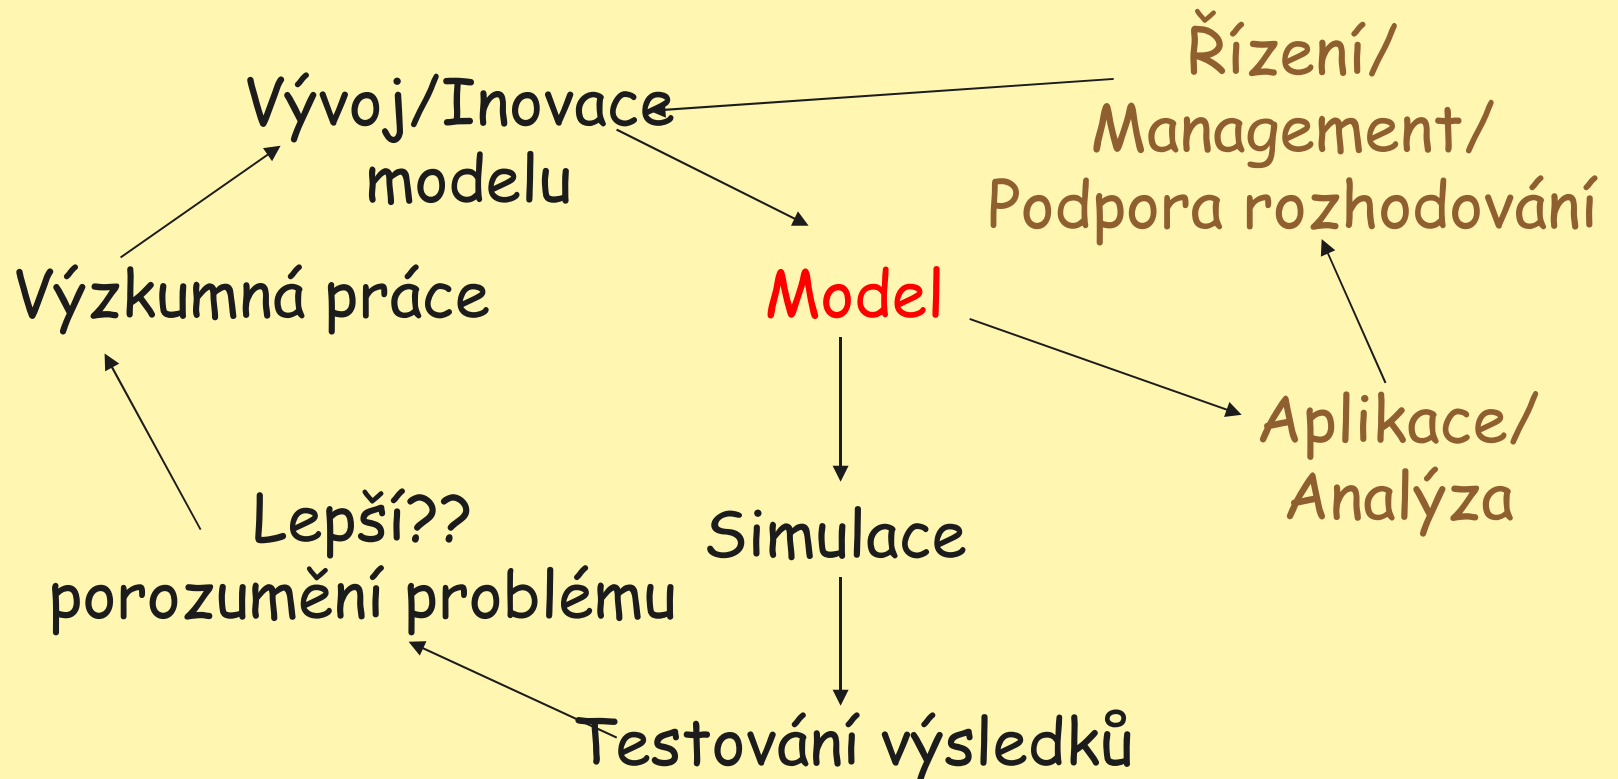 Vývoj/Inovace
modelu
Řízení/
Management/
Podpora rozhodování
Výzkumná práce
Model
Aplikace/
Analýza
Lepší??
porozumění problému
Simulace
Testování výsledků